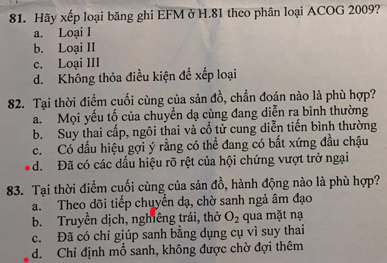 81. Hãy xếp loại băng ghi EFM ở H.81 theo phân loại ACOG 2009?
a. Loại I
b. Loại II
c. Loại III
d. Không thỏa điều kiện để xếp loại
82. Tại thời điểm cuối cùng của sản đồ, chẩn đoán nào là phù hợp?
a. Mọi yếu tố của chuyển dạ cùng đang diễn ra bình thường
b. Suy thai cấp, ngôi thai và cổ tử cung diễn tiến bình thường
c. Có dấu hiệu gợi ý rằng có thể đang có bất xứng đầu chậu
d. Đã có các dấu hiệu rõ rệt của hội chứng vượt trở ngại
83. Tại thời điểm cuối cùng của sản đồ, hành động nào là phù hợp?
a. Theo dõi tiếp chuyển dạ, chờ sanh ngả âm đạo
b. Truyền dịch, nghiêng trái, thở O₂ qua mặt nạ
c. Đã có chỉ giúp sanh bằng dụng cụ vì suy thai
d. Chỉ định mổ sanh, không được chờ đợi thêm